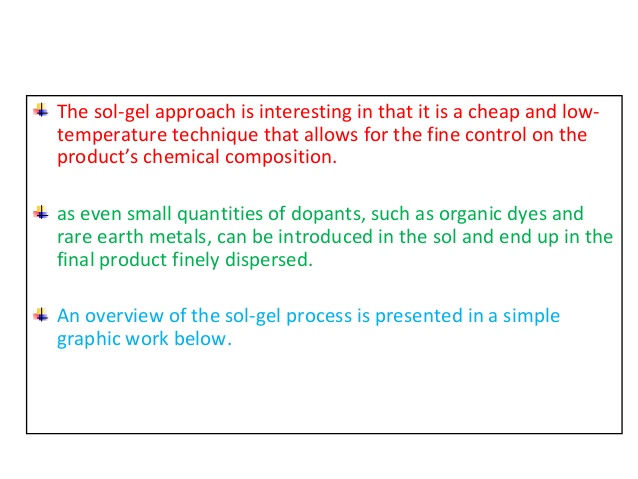 The sol-gel approach is interesting in that it is a cheap and low-
temperature technique that allows for the fine control on the
product’s chemical composition.
as even small quantities of dopants, such as organic dyes and
rare earth metals, can be introduced in the sol and end up in the
final product finely dispersed.
An overview of the sol-gel process is presented in a simple
graphic work below.